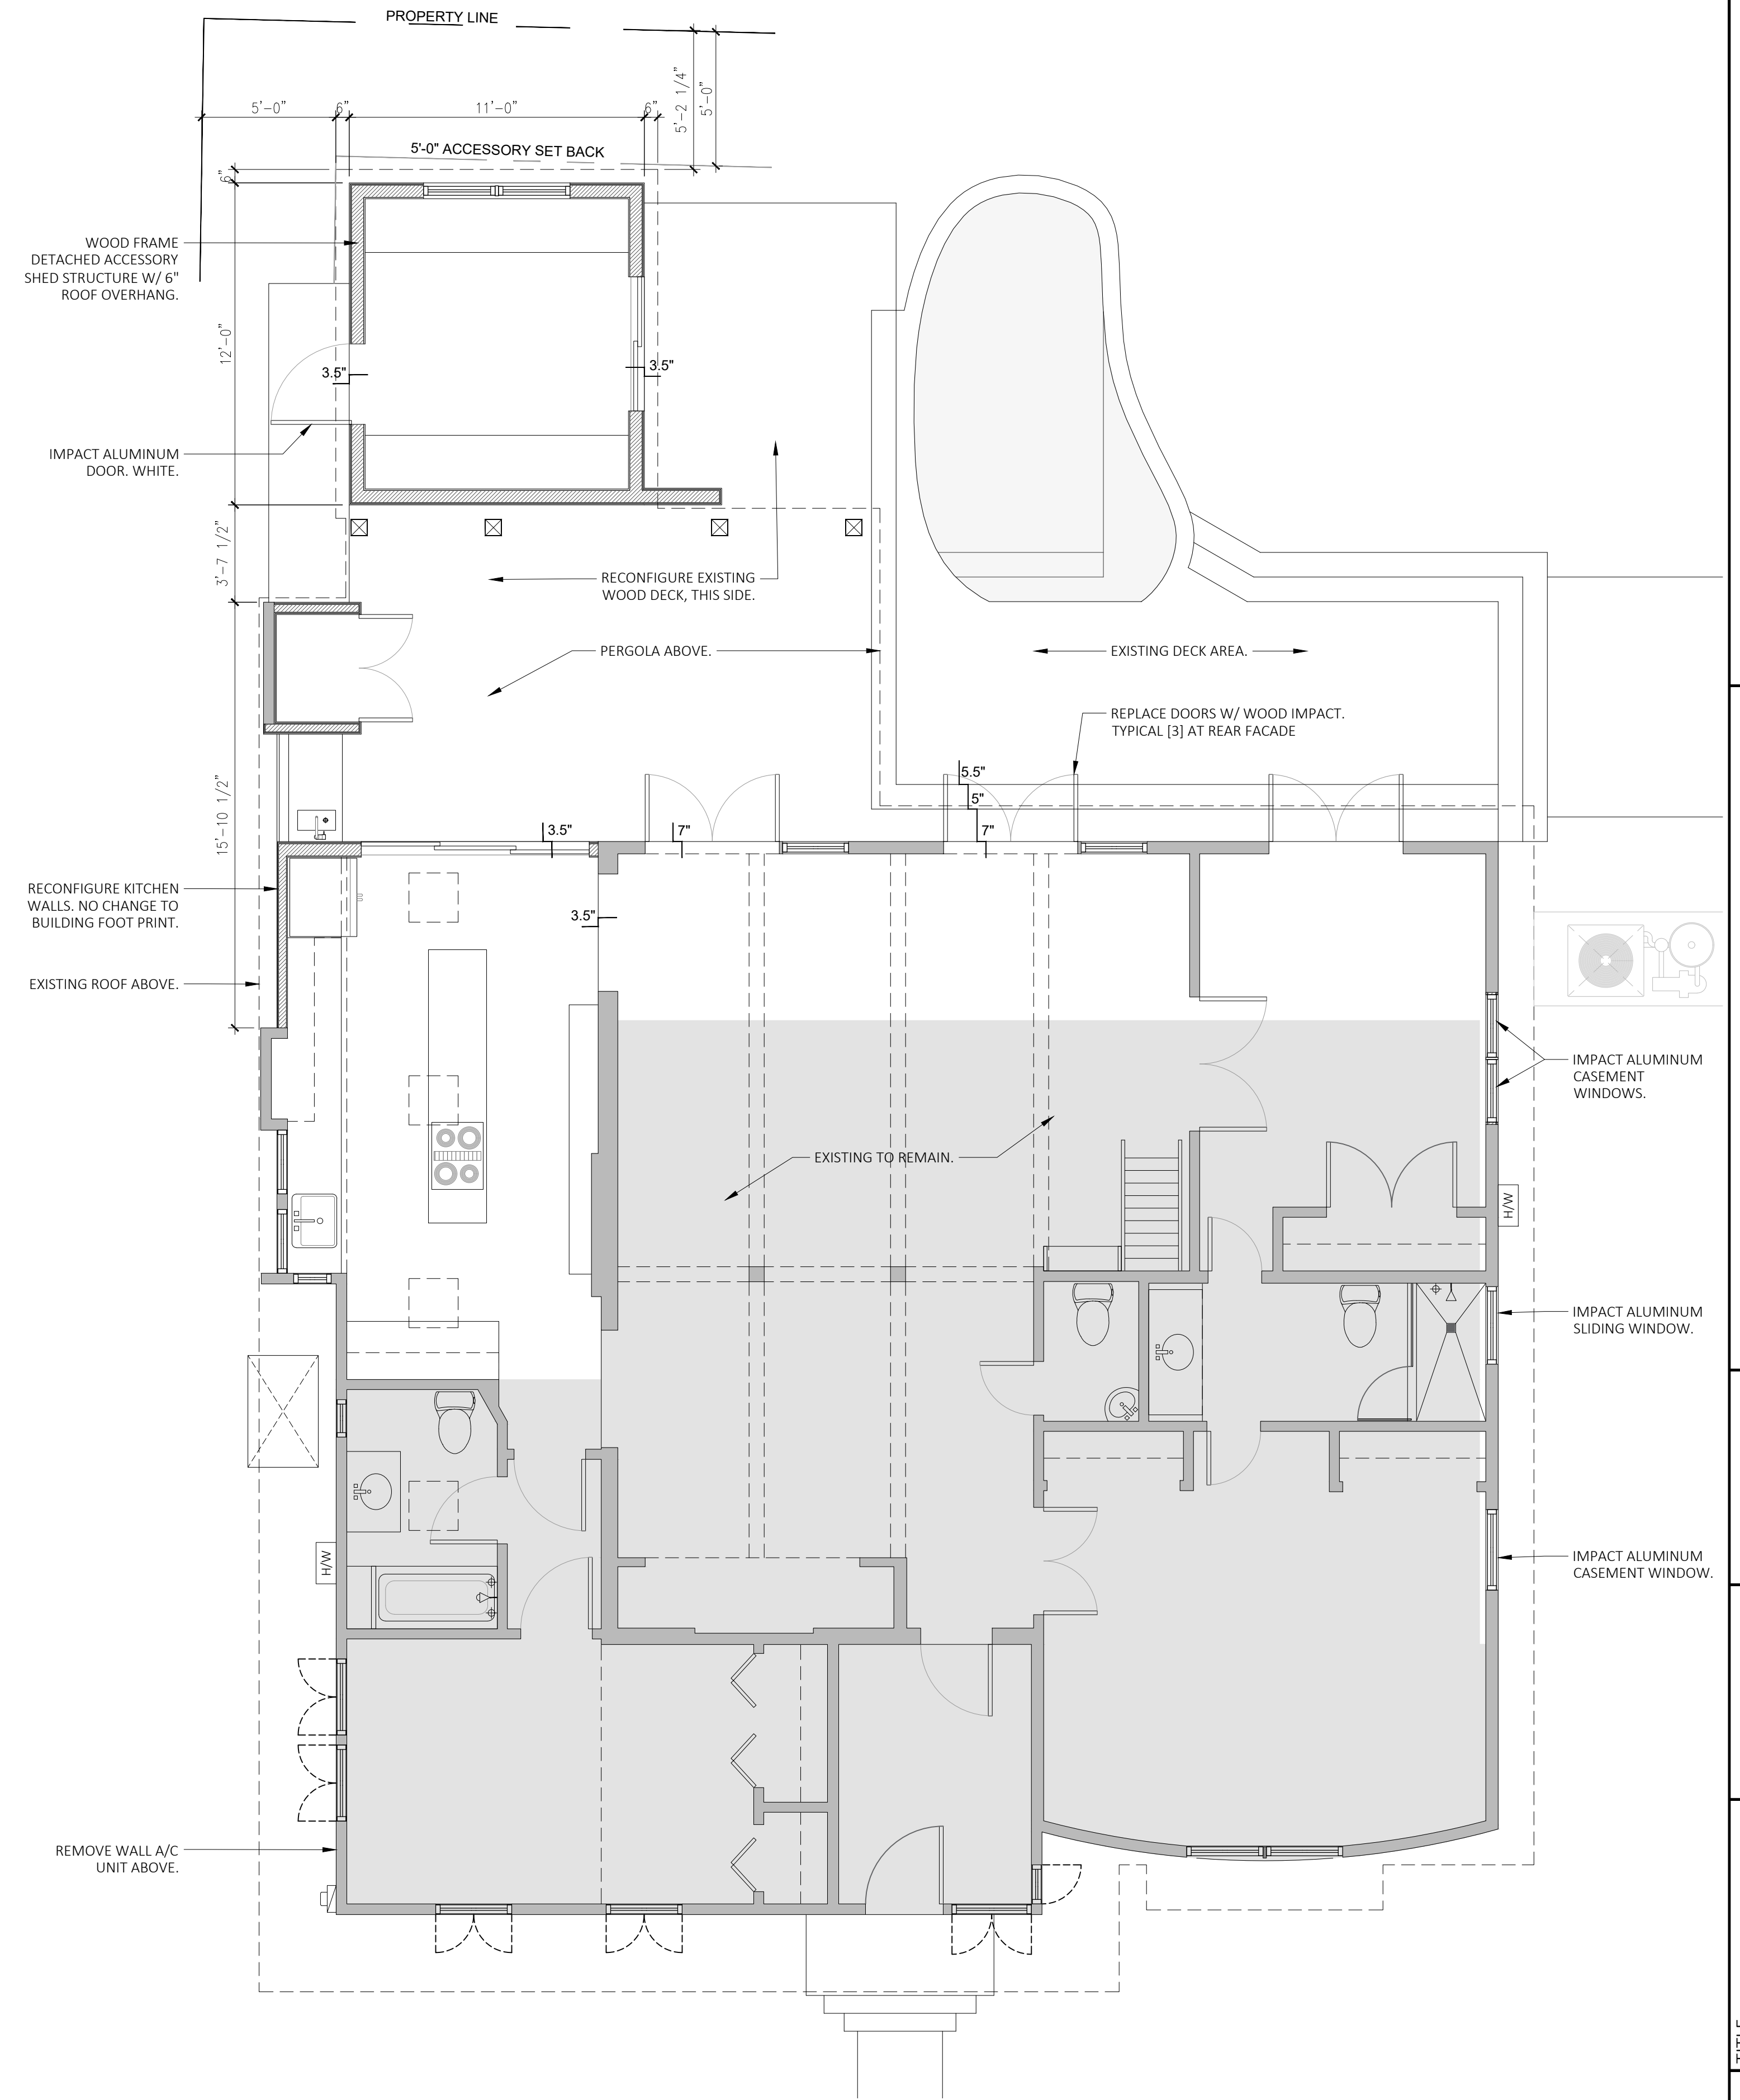 PROPERTY LINE
5'-2 1/4"
5'-0"
5'-0"
6"
11'-0"
6"
5'-0" ACCESSORY SET BACK
6"
WOOD FRAME
DETACHED ACCESSORY
SHED STRUCTURE W/ 6"
ROOF OVERHANG.
12'-0"
3.5"
3.5"
IMPACT ALUMINUM
DOOR. WHITE.
3'-7 1/2"
RECONFIGURE EXISTING
WOOD DECK, THIS SIDE.
PERGOLA ABOVE.
EXISTING DECK AREA.
REPLACE DOORS W/ WOOD IMPACT.
TYPICAL [3] AT REAR FACADE
5.5"
5"
7"
15'-10 1/2"
3.5"
7"
RECONFIGURE KITCHEN
WALLS. NO CHANGE TO
BUILDING FOOT PRINT.
3.5"
EXISTING ROOF ABOVE.
IMPACT ALUMINUM
CASEMENT
WINDOWS.
EXISTING TO REMAIN.
H/W
IMPACT ALUMINUM
SLIDING WINDOW.
H/W
IMPACT ALUMINUM
CASEMENT WINDOW.
REMOVE WALL A/C
UNIT ABOVE.
TITLE